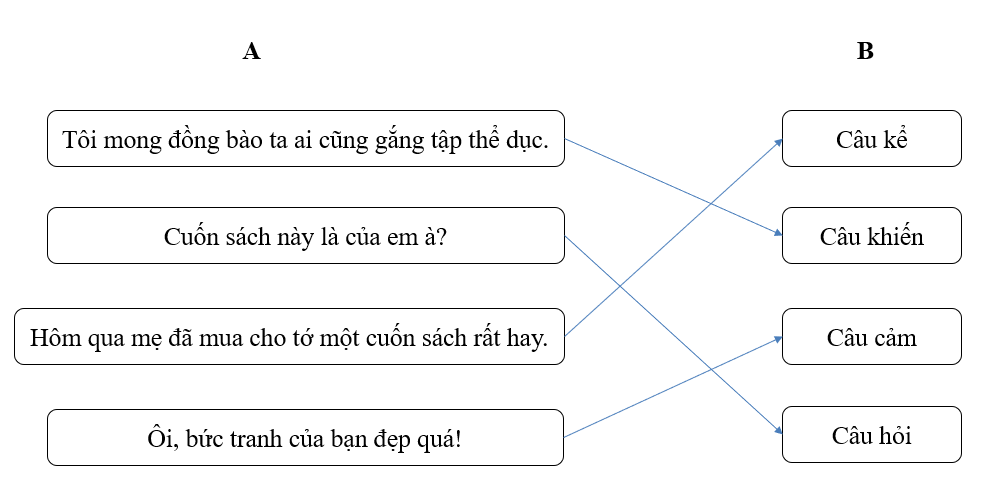 A B
Tôi mong đồng bào ta ai cũng gắng tập thể dục. Câu kể
Cuốn sách này là của em à? Câu khiến
Hôm qua mẹ đã mua cho tớ một cuốn sách rất hay. Câu cảm
Ôi, bức tranh của bạn đẹp quá! Câu hỏi